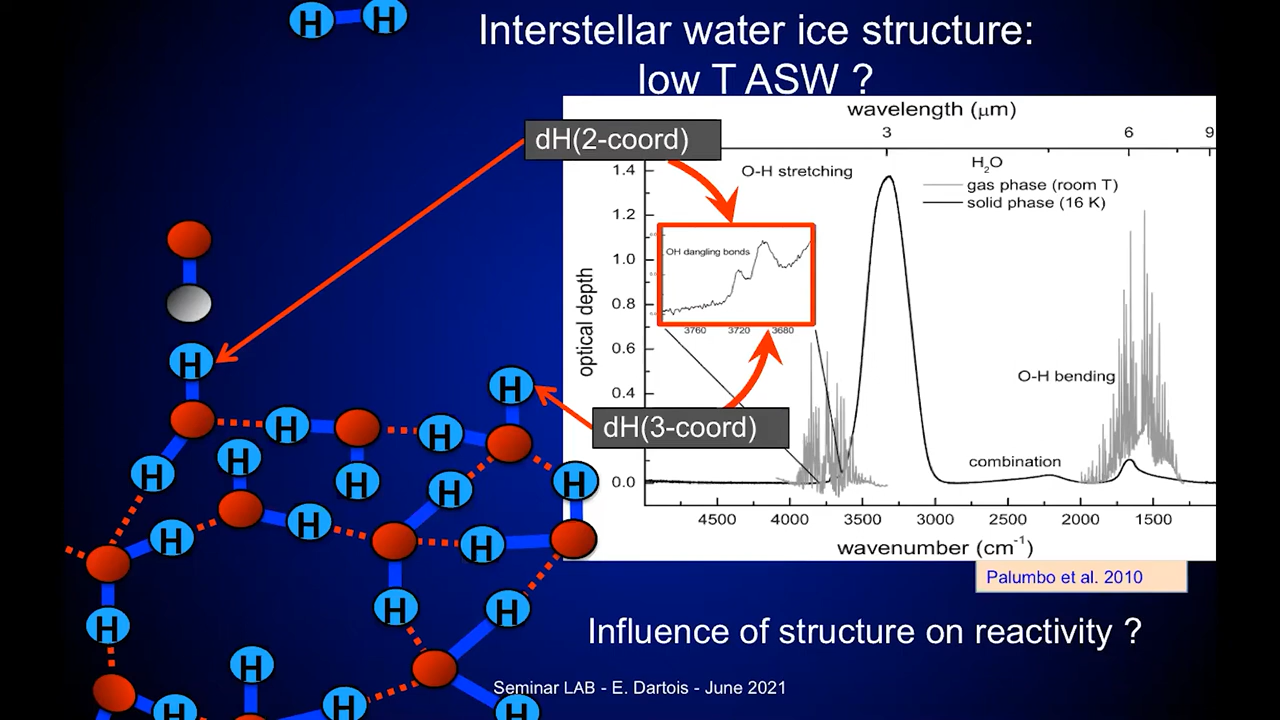 H H
Interstellar water ice structure:
low T ASW ?
dH(2-coord)
wavelength (μm)
3 6 9
O-H stretching
H2O
gas phase (room T)
solid phase (16 K)
1.4
1.2
1.0
0.8
0.6
0.4
0.0
optical depth
OH dangling bonds
3760 3720 3680
O-H bending
dH(3-coord)
combination
4500 4000 3500 3000 2500 2000 1500
wavenumber (cm-1)
Palumbo et al. 2010
H
H
H H
H
H
H H
H
H H
H H
H
H
H H
H
Influence of structure on reactivity ?
Seminar LAB - E. Dartois - June 2021